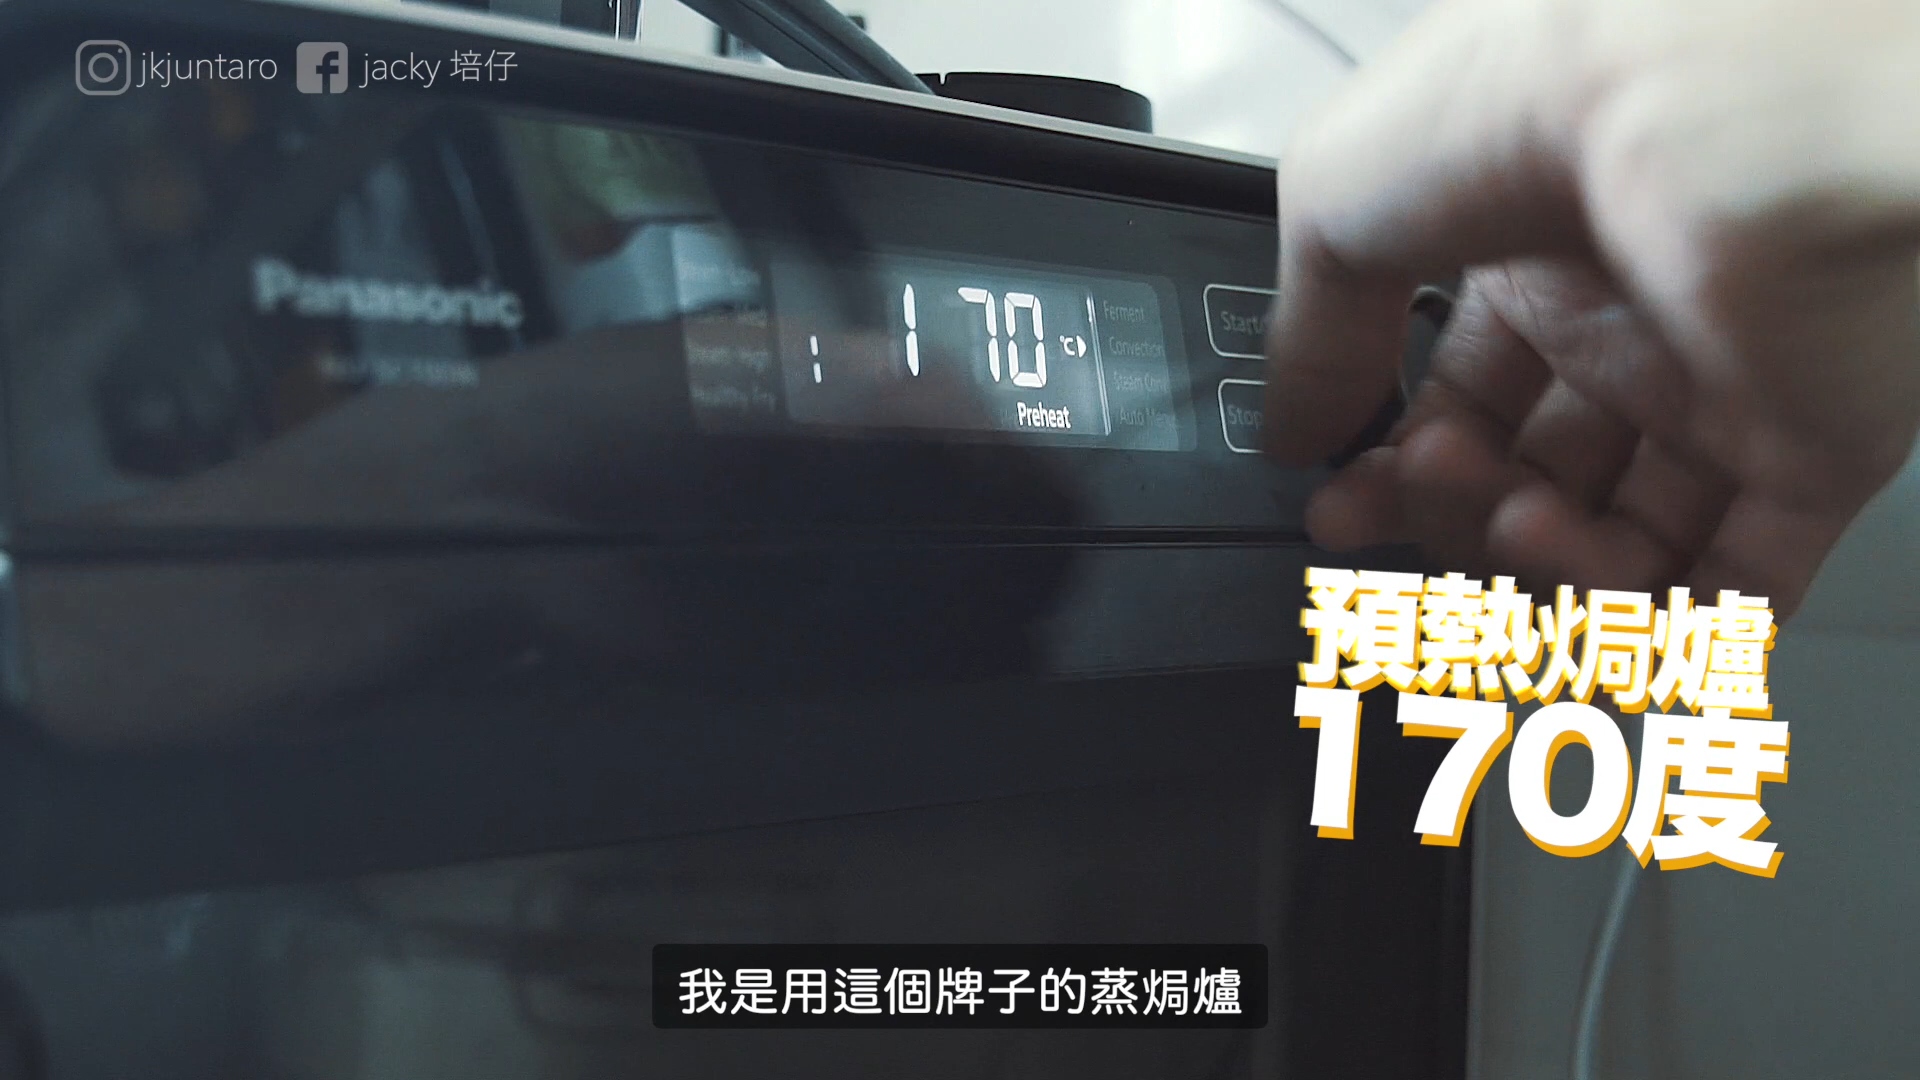 jkjuntaro jacky 培仔
Panasonic
170 ℃
Preheat
Ferment
Convection
Auto
Start
Stop
預熱焗爐
170度
我是用這個牌子的蒸焗爐